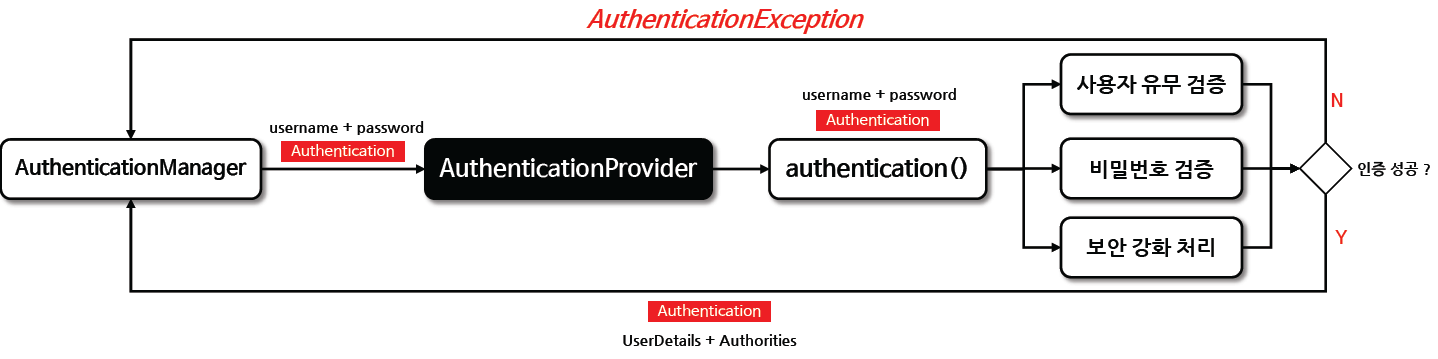 AuthenticationException
username + password
Authentication
username + password
Authentication
AuthenticationManager
AuthenticationProvider
authentication()
사용자 유무 검증
비밀번호 검증
보안 강화 처리
N
인증 성공 ?
Y
Authentication
UserDetails + Authorities